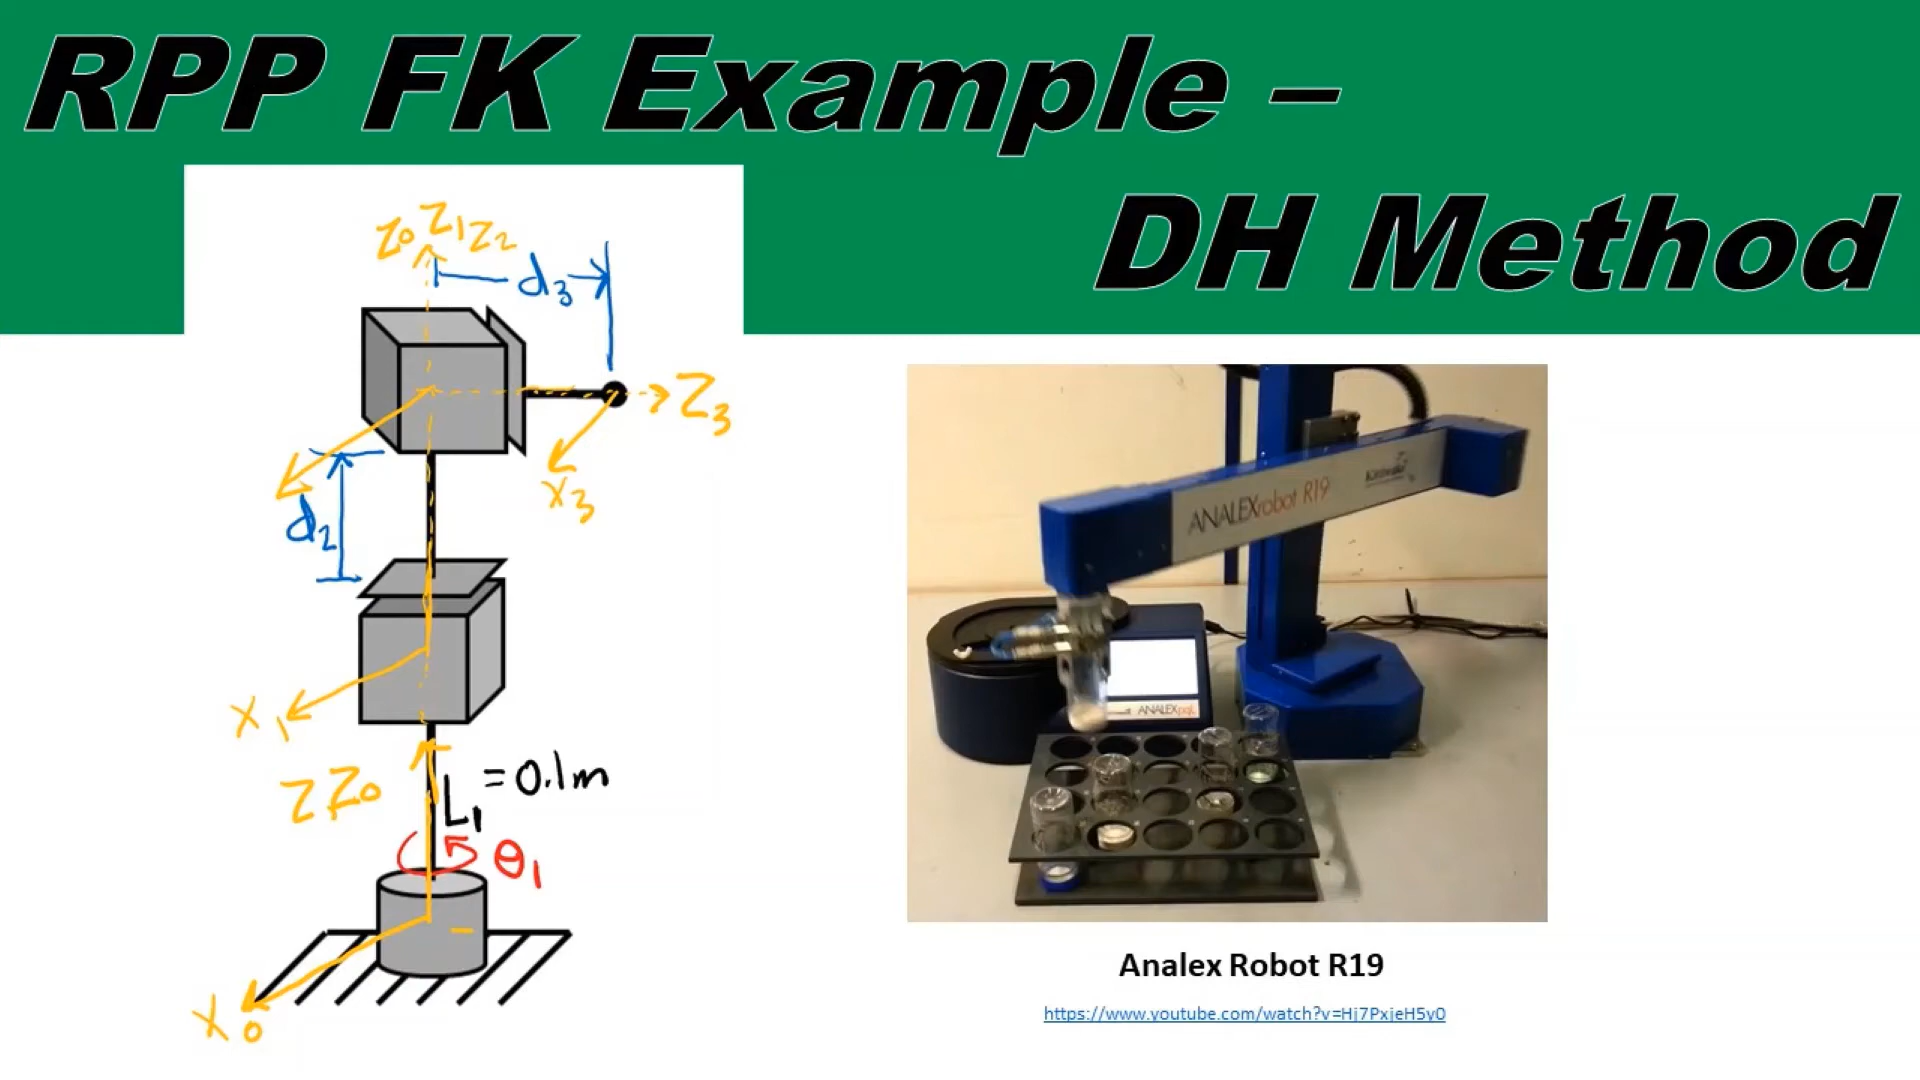 RPP FK Example –
DH Method
Z0 Z1 Z2
d3
Z3
X3
d2
X1
Z Z0
L1 = 0.1m
θ1
X0
ANALEXrobot R19
ANALEXpql
Analex Robot R19
https://www.youtube.com/watch?v=Hj7PxjeH5y0